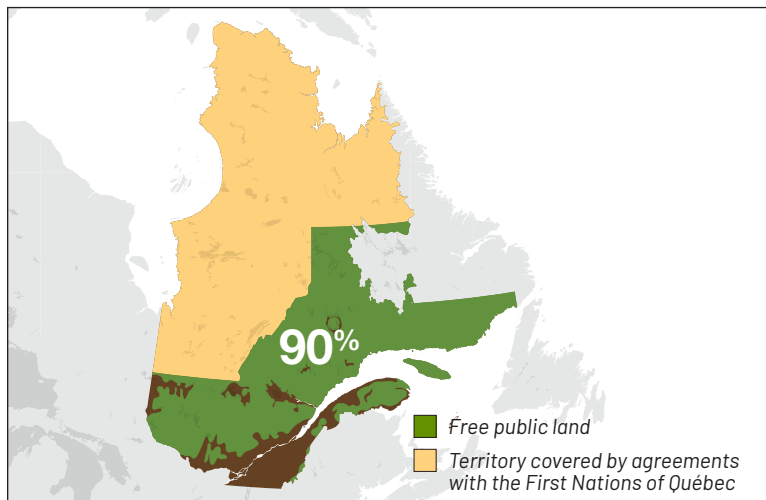 90%
Free public land
Territory covered by agreements
with the First Nations of Québec